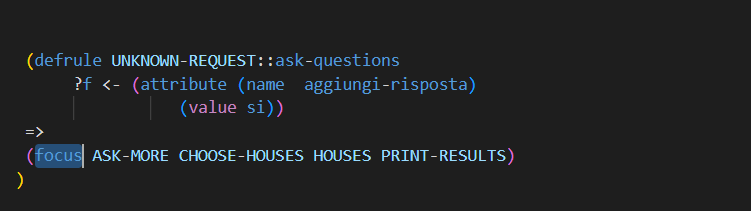 (defrule UNKNOWN-REQUEST::ask-questions
?f <- (attribute (name  aggiungi-risposta)
(value si))
=>
(focus ASK-MORE CHOOSE-HOUSES HOUSES PRINT-RESULTS)
)